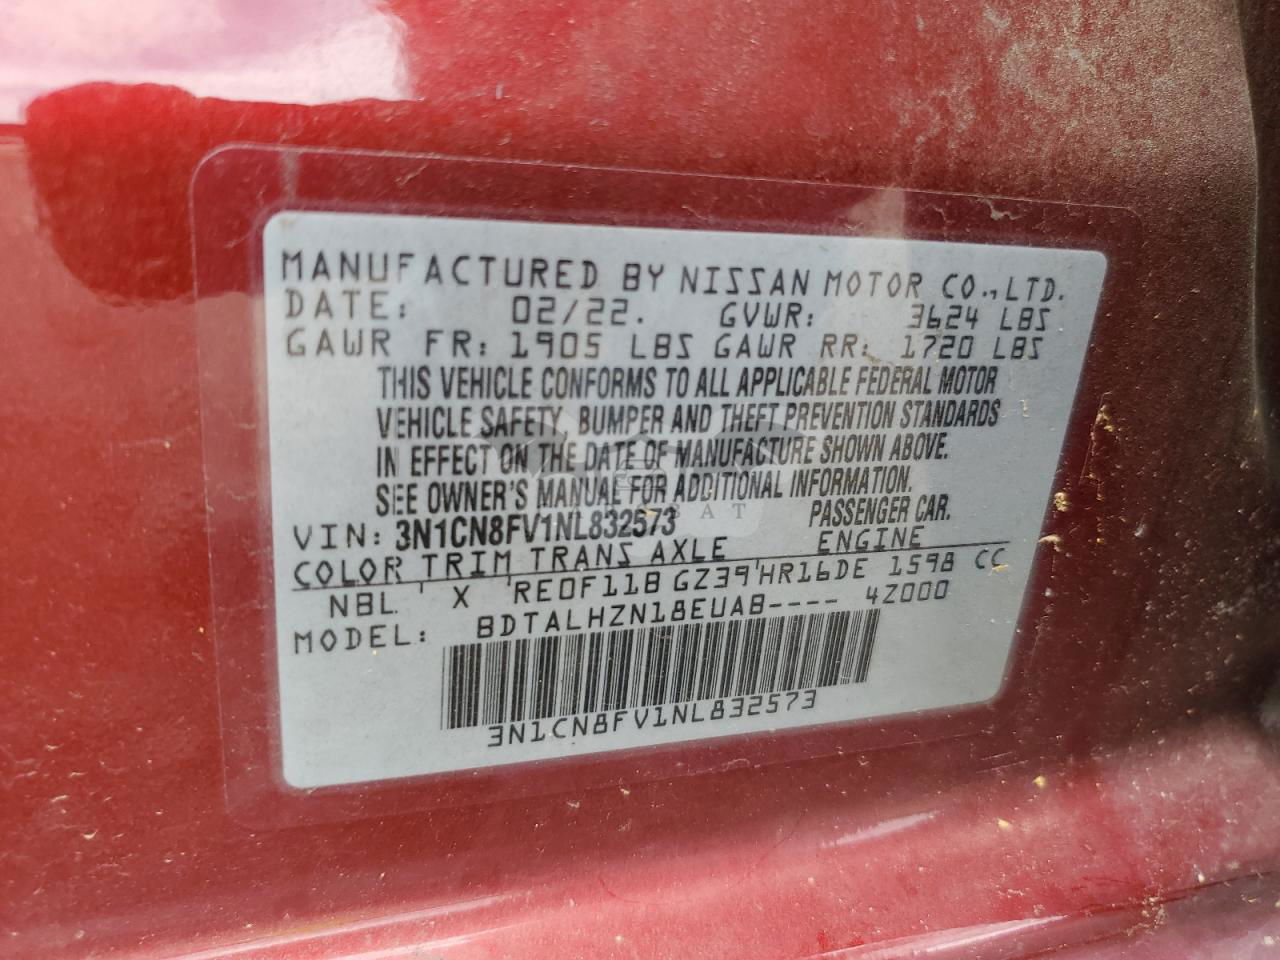 MANUFACTURED BY NISSAN MOTOR CO.,LTD.
DATE: 02/22. GVWR: 3624 LBS
GAWR FR: 1905 LBS GAWR RR: 1720 LBS
THIS VEHICLE CONFORMS TO ALL APPLICABLE FEDERAL MOTOR
VEHICLE SAFETY, BUMPER AND THEFT PREVENTION STANDARDS
IN EFFECT ON THE DATE OF MANUFACTURE SHOWN ABOVE.
SEE OWNER'S MANUAL FOR ADDITIONAL INFORMATION.
VIN: 3N1CN8FV1NL832573 PASSENGER CAR.
COLOR TRIM TRANS AXLE ENGINE
NBL X RE0F11B GZ39 HR16DE 1598 CC
MODEL: BDTALHZN18EUAB---- 4Z000
3N1CN8FV1NL832573